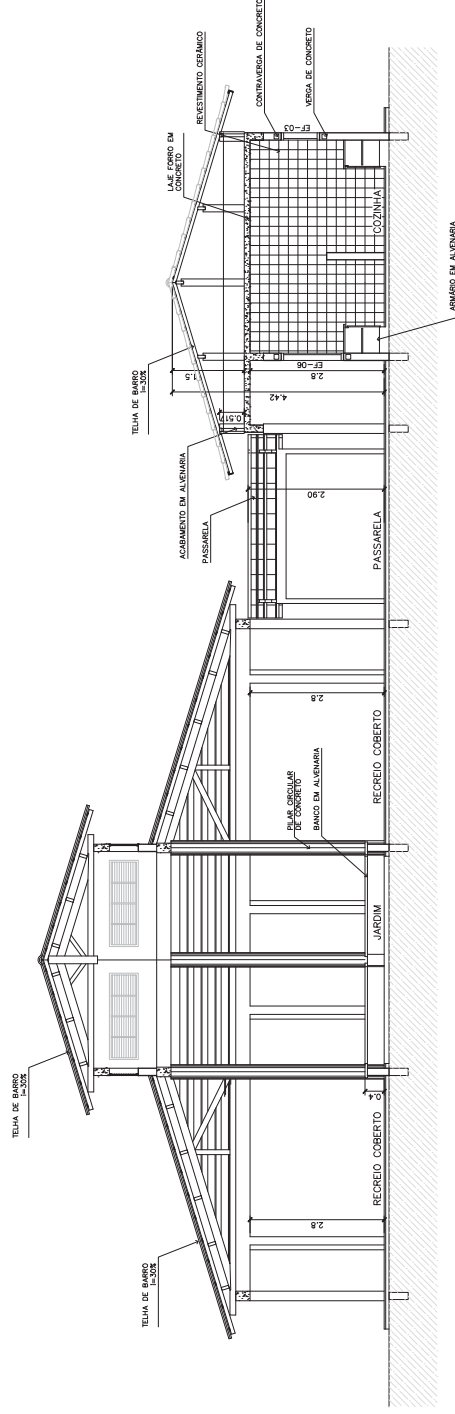 TELHA DE BARRO
i=30%
TELHA DE BARRO
i=30%
TELHA DE BARRO
i=30%
ACABAMENTO EM ALVENARIA
PASSARELA
LAJE FORRO EM
CONCRETO
REVESTIMENTO CERÂMICO
CONTRAVERGA DE CONCRETO
VERGA DE CONCRETO
PILAR CIRCULAR
DE CONCRETO
BANCO EM ALVENARIA
2.8
RECREIO COBERTO
0.4
JARDIM
2.8
RECREIO COBERTO
2.90
PASSARELA
0.517
1.5
4.42
2.8
EF-06
EF-03
COZINHA
ARMÁRIO EM ALVENARIA